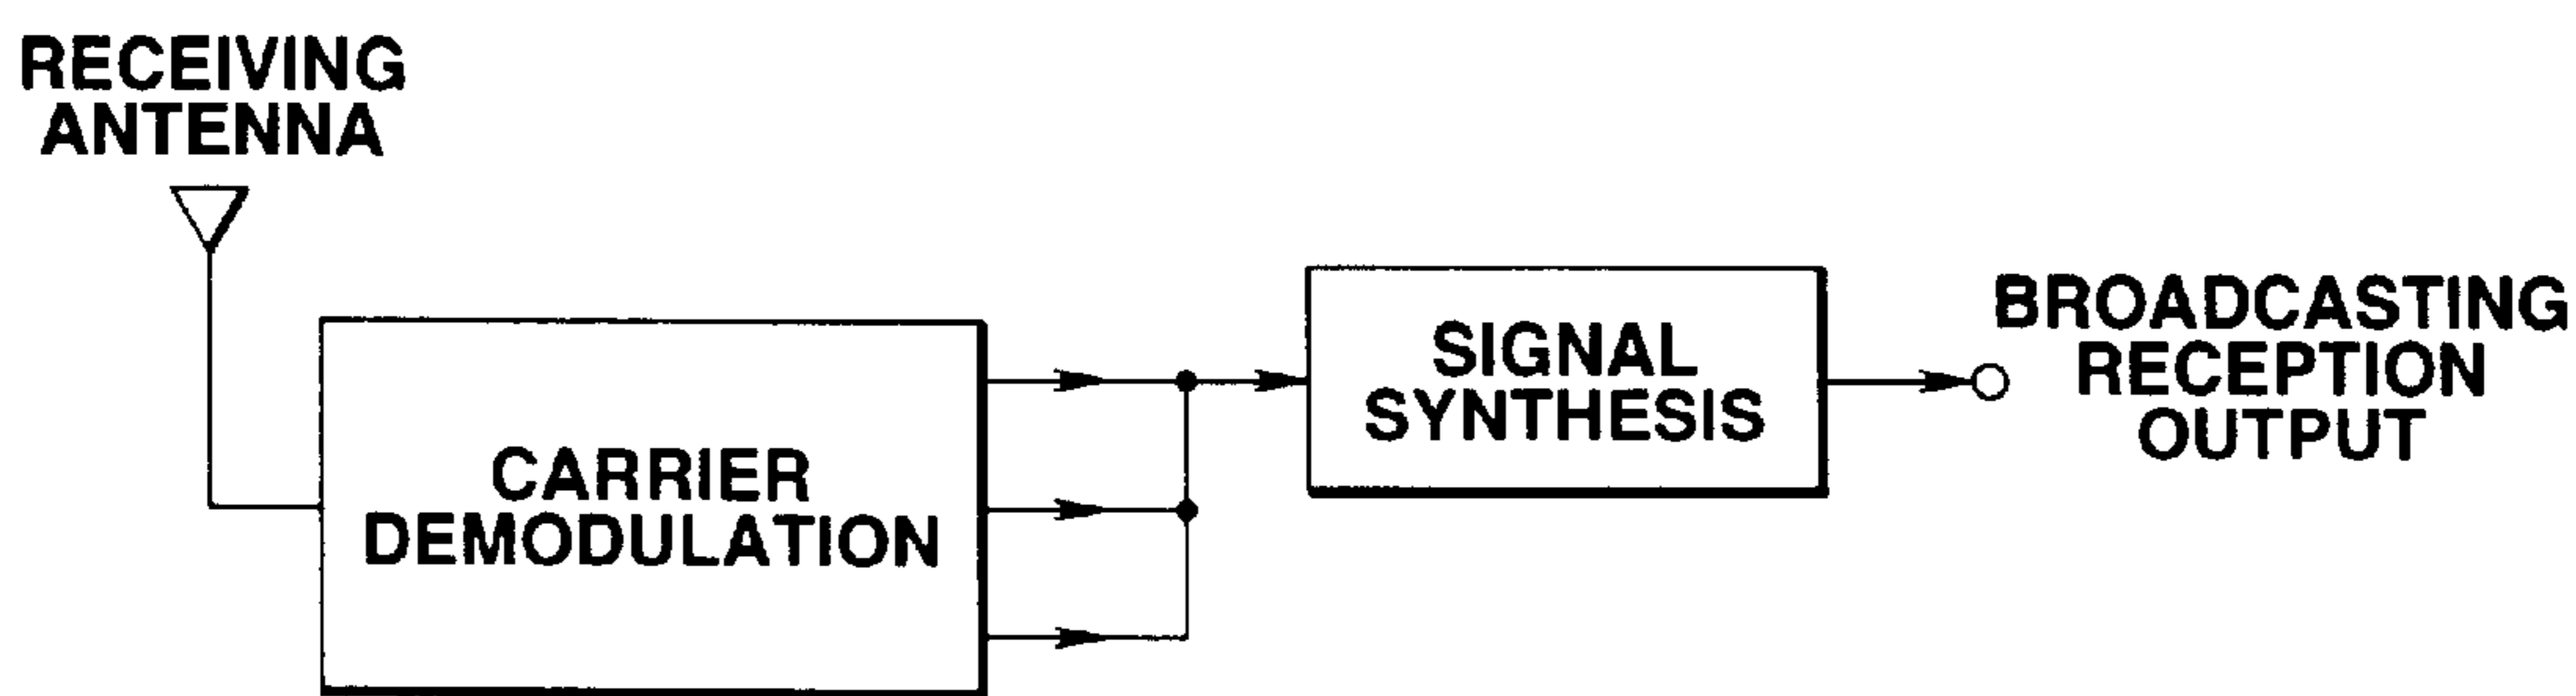 RECEIVING
ANTENNA
CARRIER
DEMODULATION
SIGNAL
SYNTHESIS
BROADCASTING
RECEPTION
OUTPUT